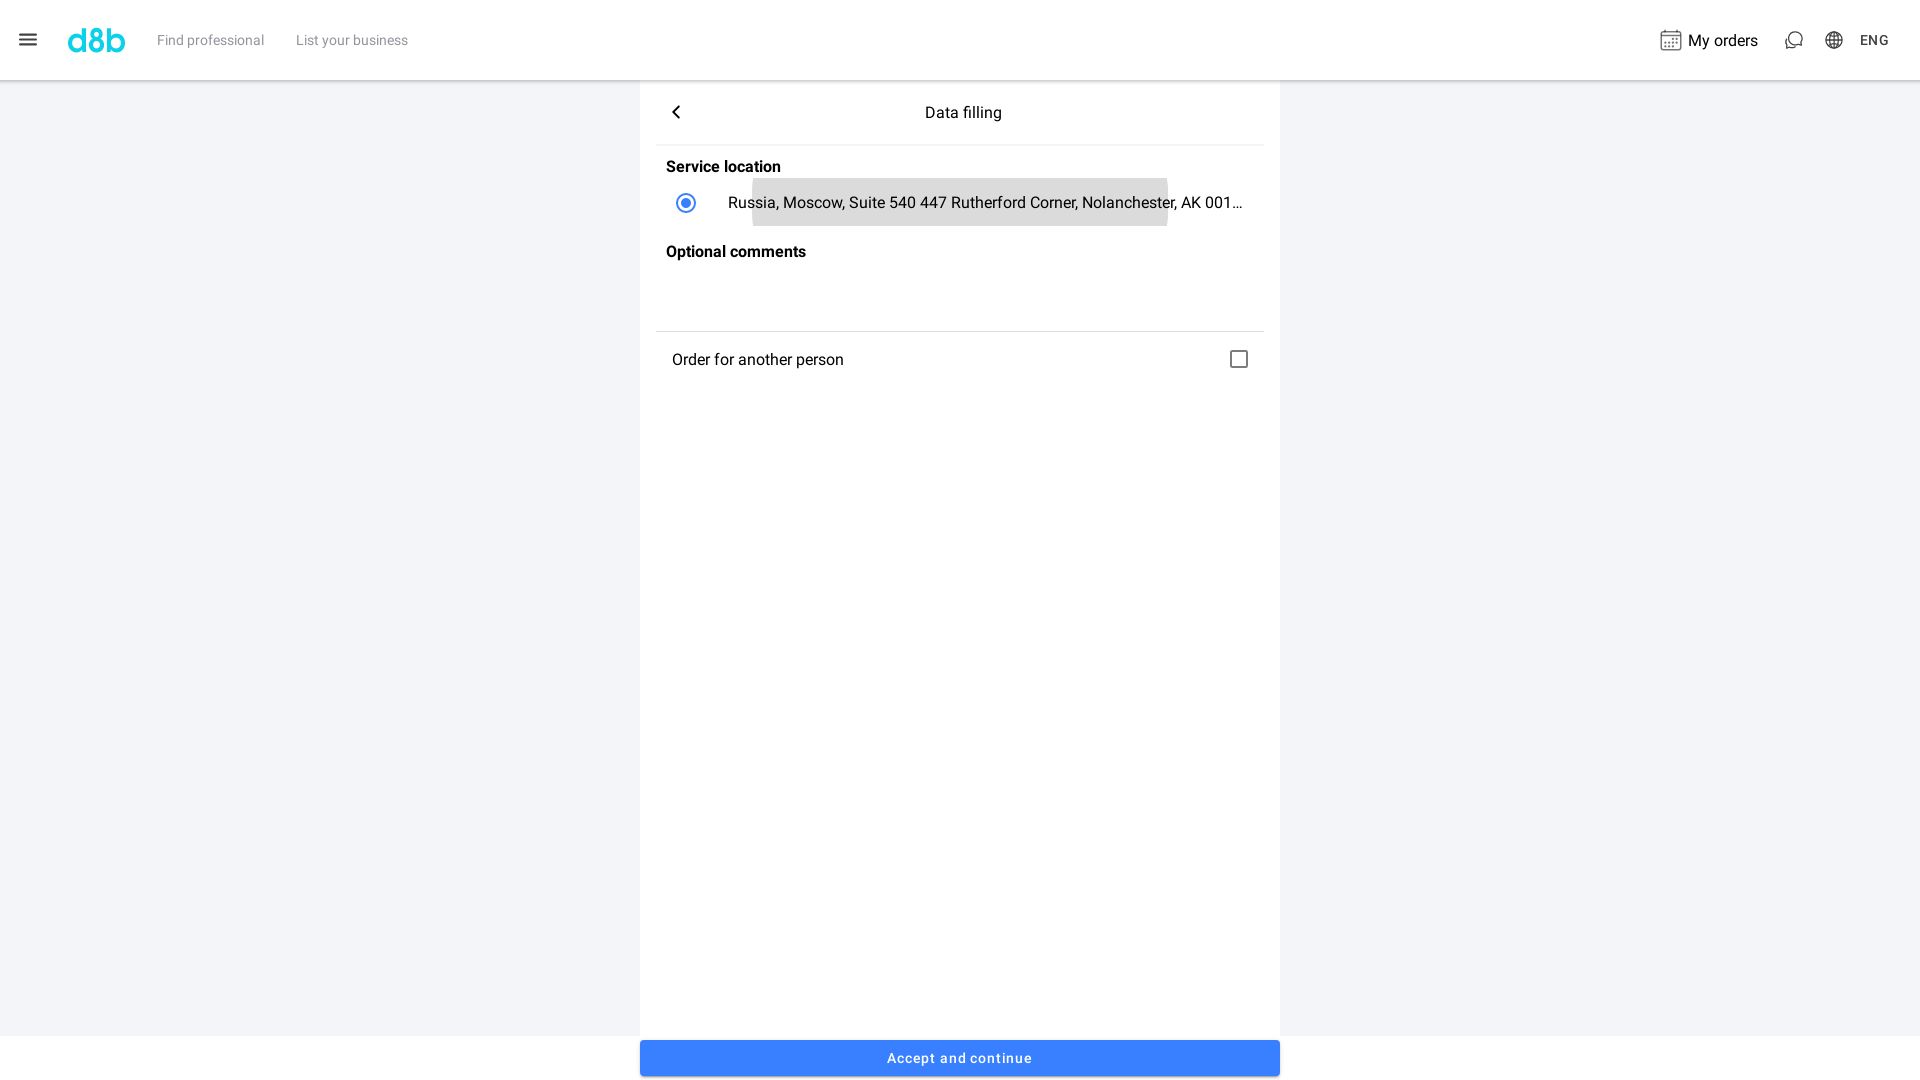 d8b
Find professional
List your business
My orders
ENG
Data filling
Service location
Russia, Moscow, Suite 540 447 Rutherford Corner, Nolanchester, AK 001...
Optional comments
Order for another person
Accept and continue